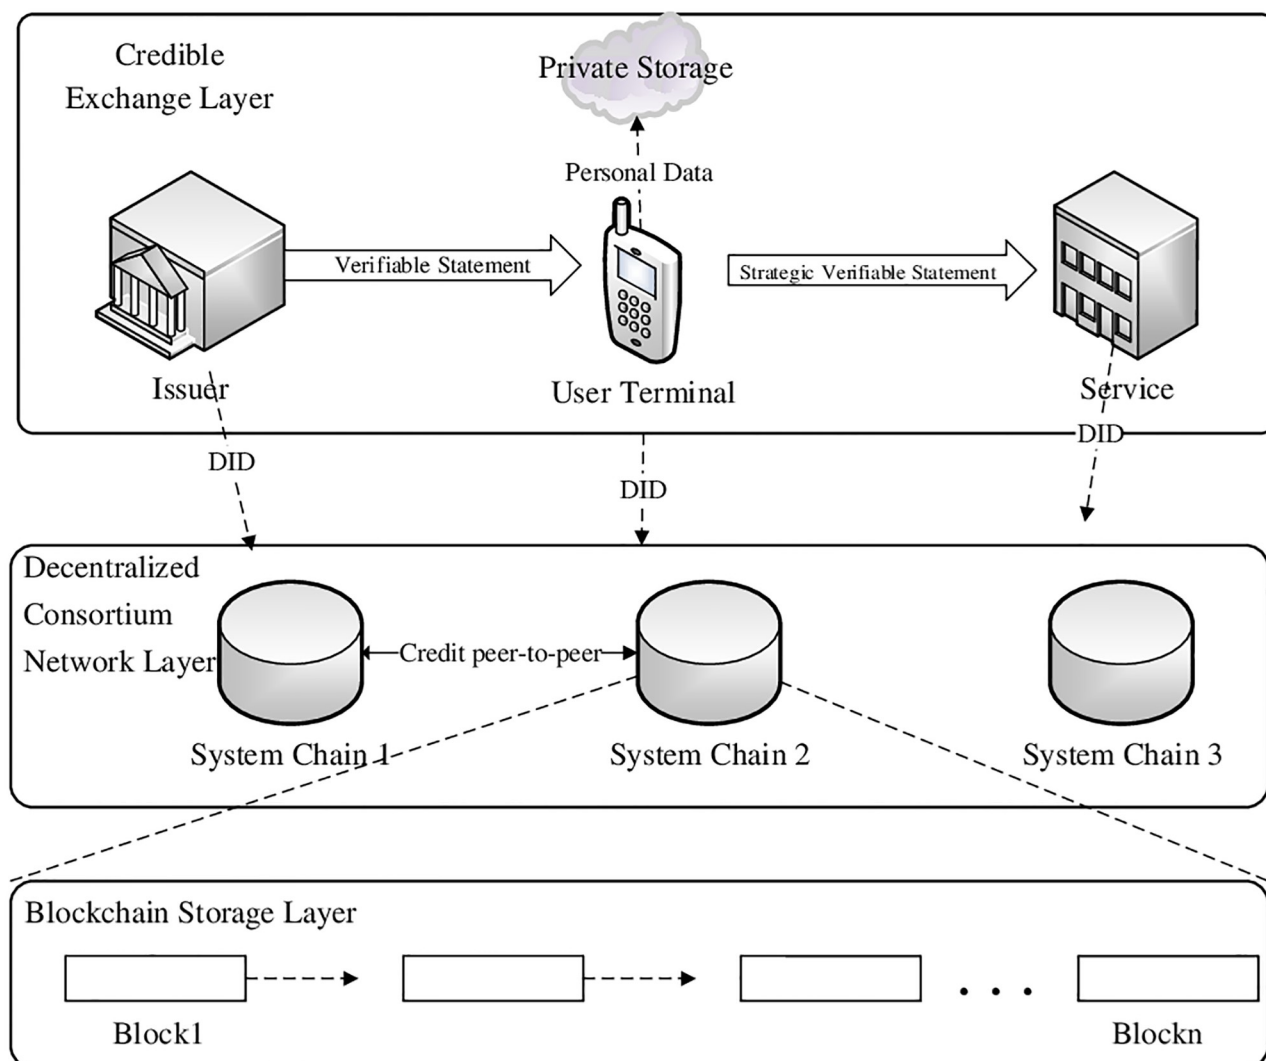 Credible
Exchange Layer
Private Storage
Personal Data
Verifiable Statement
Strategic Verifiable Statement
Issuer
User Terminal
Service
DID
DID
DID
Decentralized
Consortium
Network Layer
Credit peer-to-peer
System Chain 1
System Chain 2
System Chain 3
Blockchain Storage Layer
. . .
Block1
Blockn